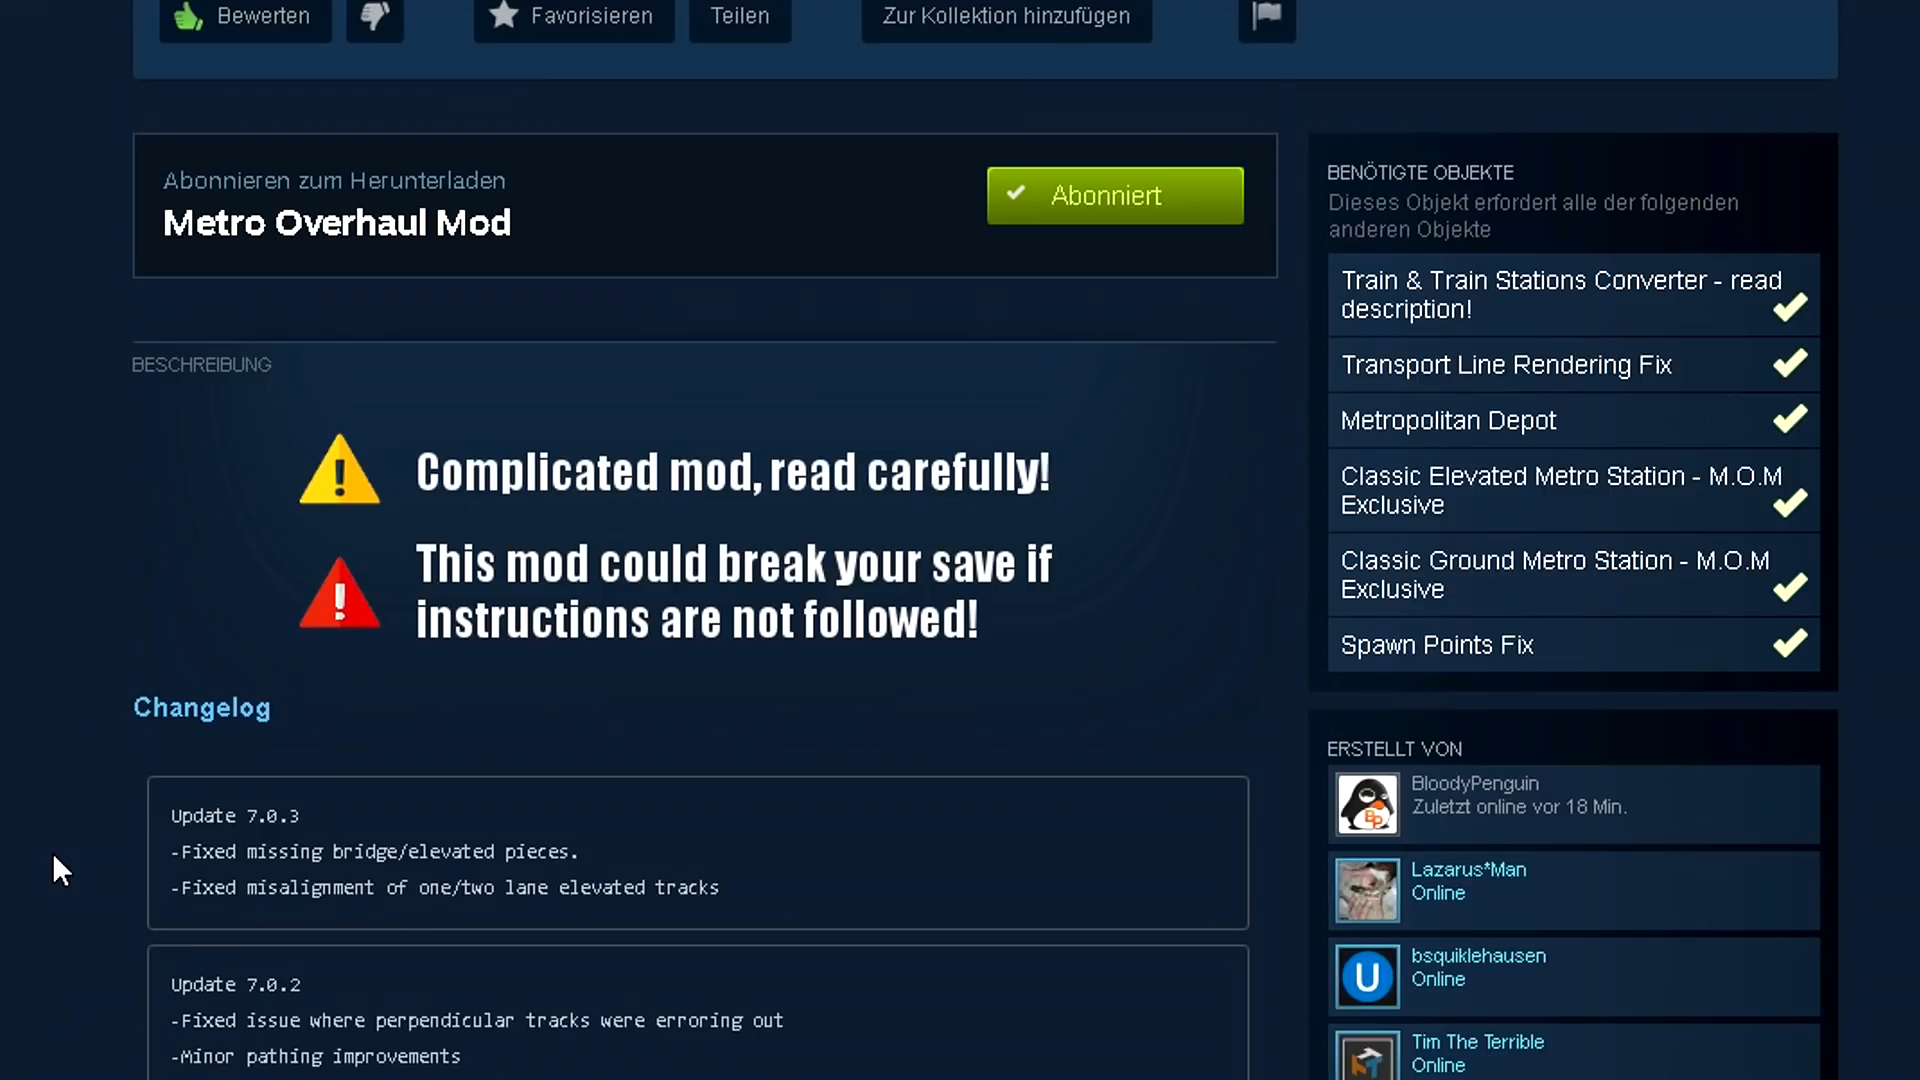 Bewerten
Favorisieren
Teilen
Zur Kollektion hinzufügen
Abonnieren zum Herunterladen
Metro Overhaul Mod
Abonniert
BESCHREIBUNG
Complicated mod, read carefully!
This mod could break your save if
instructions are not followed!
Changelog
Update 7.0.3
-Fixed missing bridge/elevated pieces.
-Fixed misalignment of one/two lane elevated tracks
Update 7.0.2
-Fixed issue where perpendicular tracks were erroring out
-Minor pathing improvements
BENÖTIGTE OBJEKTE
Dieses Objekt erfordert alle der folgenden
anderen Objekte
Train & Train Stations Converter - read
description!
Transport Line Rendering Fix
Metropolitan Depot
Classic Elevated Metro Station - M.O.M
Exclusive
Classic Ground Metro Station - M.O.M
Exclusive
Spawn Points Fix
ERSTELLT VON
BloodyPenguin
Zuletzt online vor 18 Min.
BP
Lazarus*Man
Online
bsquiklehausen
Online
U
Tim The Terrible
Online